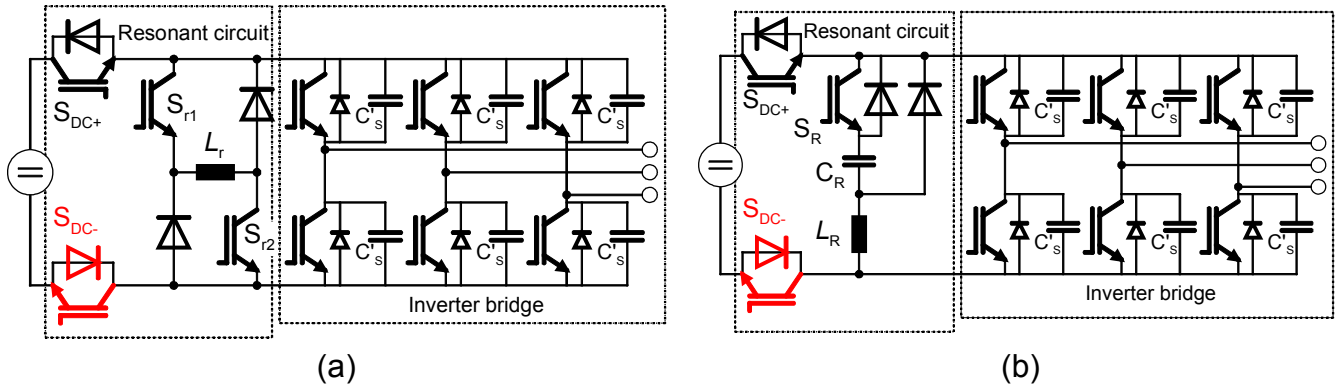 Resonant circuit
S_DC+
S_r1
L_r
S_r2
S_DC-
C'_S
C'_S
C'_S
C'_S
C'_S
C'_S
Inverter bridge
(a)
Resonant circuit
S_DC+
S_R
C_R
L_R
S_DC-
C'_S
C'_S
C'_S
C'_S
C'_S
C'_S
Inverter bridge
(b)